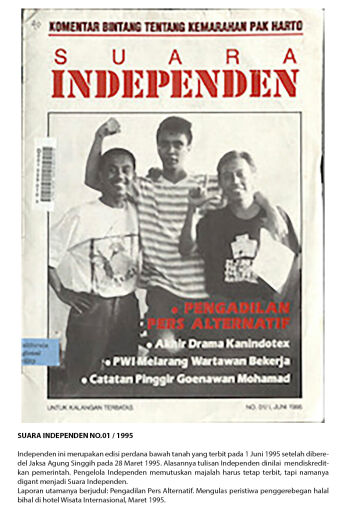 KOMENTAR BINTANG TENTANG KEMARAHAN PAK HARTO
SUARA
INDEPENDEN
• PENGADILAN
PERS ALTERNATIF
• Akhir Drama Kanindotex
• PWI Melarang Wartawan Bekerja
• Catatan Pinggir Goenawan Mohamad
UNTUK KALANGAN TERBATAS
NO. 01/I, JUNI 1995
SUARA INDEPENDEN NO.01 / 1995
Independen ini merupakan edisi perdana bawah tanah yang terbit pada 1 Juni 1995 setelah dibere-
del Jaksa Agung Singgih pada 28 Maret 1995. Alasannya tulisan Independen dinilai mendiskredit-
kan pemerintah. Pengelola Independen memutuskan majalah harus tetap terbit, tapi namanya
digant menjadi Suara Independen.
Laporan utamanya berjudul: Pengadilan Pers Alternatif. Mengulas peristiwa penggerebegan halal
bihal di hotel Wisata Internasional, Maret 1995.